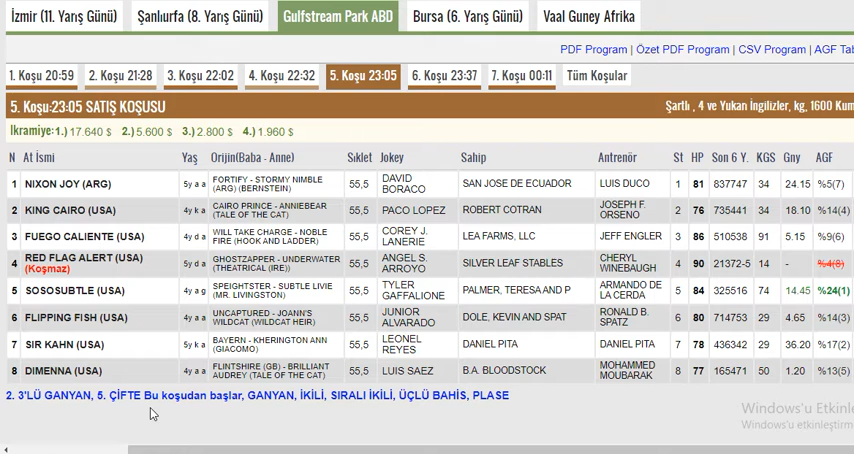 İzmir (11. Yarış Günü) Şanlıurfa (8. Yarış Günü) Gulfstream Park ABD Bursa (6. Yarış Günü) Vaal Guney Afrika
PDF Program | Özet PDF Program | CSV Program | AGF Tab
1. Koşu 20:59 2. Koşu 21:28 3. Koşu 22:02 4. Koşu 22:32 5. Koşu 23:05 6. Koşu 23:37 7. Koşu 00:11 Tüm Koşular
5. Koşu:23:05 SATIŞ KOŞUSU Şartlı , 4 ve Yukarı İngilizler, kg, 1600 Kum
Ikramiye: 1.) 17.640 $ 2.) 5.600 $ 3.) 2.800 $ 4.) 1.960 $
N At İsmi Yaş Orijin(Baba - Anne) Sıklet Jokey Sahip Antrenör St HP Son 6 Y. KGS Gny AGF
1 NIXON JOY (ARG) 5y a a FORTIFY - STORMY NIMBLE (ARG) (BERNSTEIN) 55,5 DAVID BORACO SAN JOSE DE ECUADOR LUIS DUCO 1 81 837747 34 24.15 %5(7)
2 KING CAIRO (USA) 4y k a CAIRO PRINCE - ANNIEBEAR (TALE OF THE CAT) 55,5 PACO LOPEZ ROBERT COTRAN JOSEPH F. ORSENO 2 76 735441 34 18.10 %14(4)
3 FUEGO CALIENTE (USA) 4y d a WILL TAKE CHARGE - NOBLE FIRE (HOOK AND LADDER) 55,5 COREY J. LANERIE LEA FARMS, LLC JEFF ENGLER 3 86 510538 91 5.15 %9(6)
4 RED FLAG ALERT (USA) (Koşmaz) 5y d a GHOSTZAPPER - UNDERWATER (THEATRICAL (IRE)) 55,5 ANGEL S. ARROYO SILVER LEAF STABLES CHERYL WINEBAUGH 4 90 21372-5 14 - %4(8)
5 SOSOSUBTLE (USA) 4y a g SPEIGHTSTER - SUBTLE LIVIE (MR. LIVINGSTON) 55,5 TYLER GAFFALIONE PALMER, TERESA AND P ARMANDO DE LA CERDA 5 84 325516 74 14.45 %24(1)
6 FLIPPING FISH (USA) 4y a a UNCAPTURED - JOANN'S WILDCAT (WILDCAT HEIR) 55,5 JUNIOR ALVARADO DOLE, KEVIN AND SPAT RONALD B. SPATZ 6 80 714753 29 4.65 %14(3)
7 SIR KAHN (USA) 5y k a BAYERN - KHERINGTON ANN (GIACOMO) 55,5 LEONEL REYES DANIEL PITA DANIEL PITA 7 78 436342 29 36.20 %17(2)
8 DIMENNA (USA) 4y a a FLINTSHIRE (GB) - BRILLIANT AUDREY (TALE OF THE CAT) 55,5 LUIS SAEZ B.A. BLOODSTOCK MOHAMMED MOUBARAK 8 77 165471 50 1.20 %13(5)
2. 3'LÜ GANYAN, 5. ÇİFTE Bu koşudan başlar, GANYAN, İKİLİ, SIRALI İKİLİ, ÜÇLÜ BAHİS, PLASE
Windows'u Etkinle
Windows'u etkinleştirm